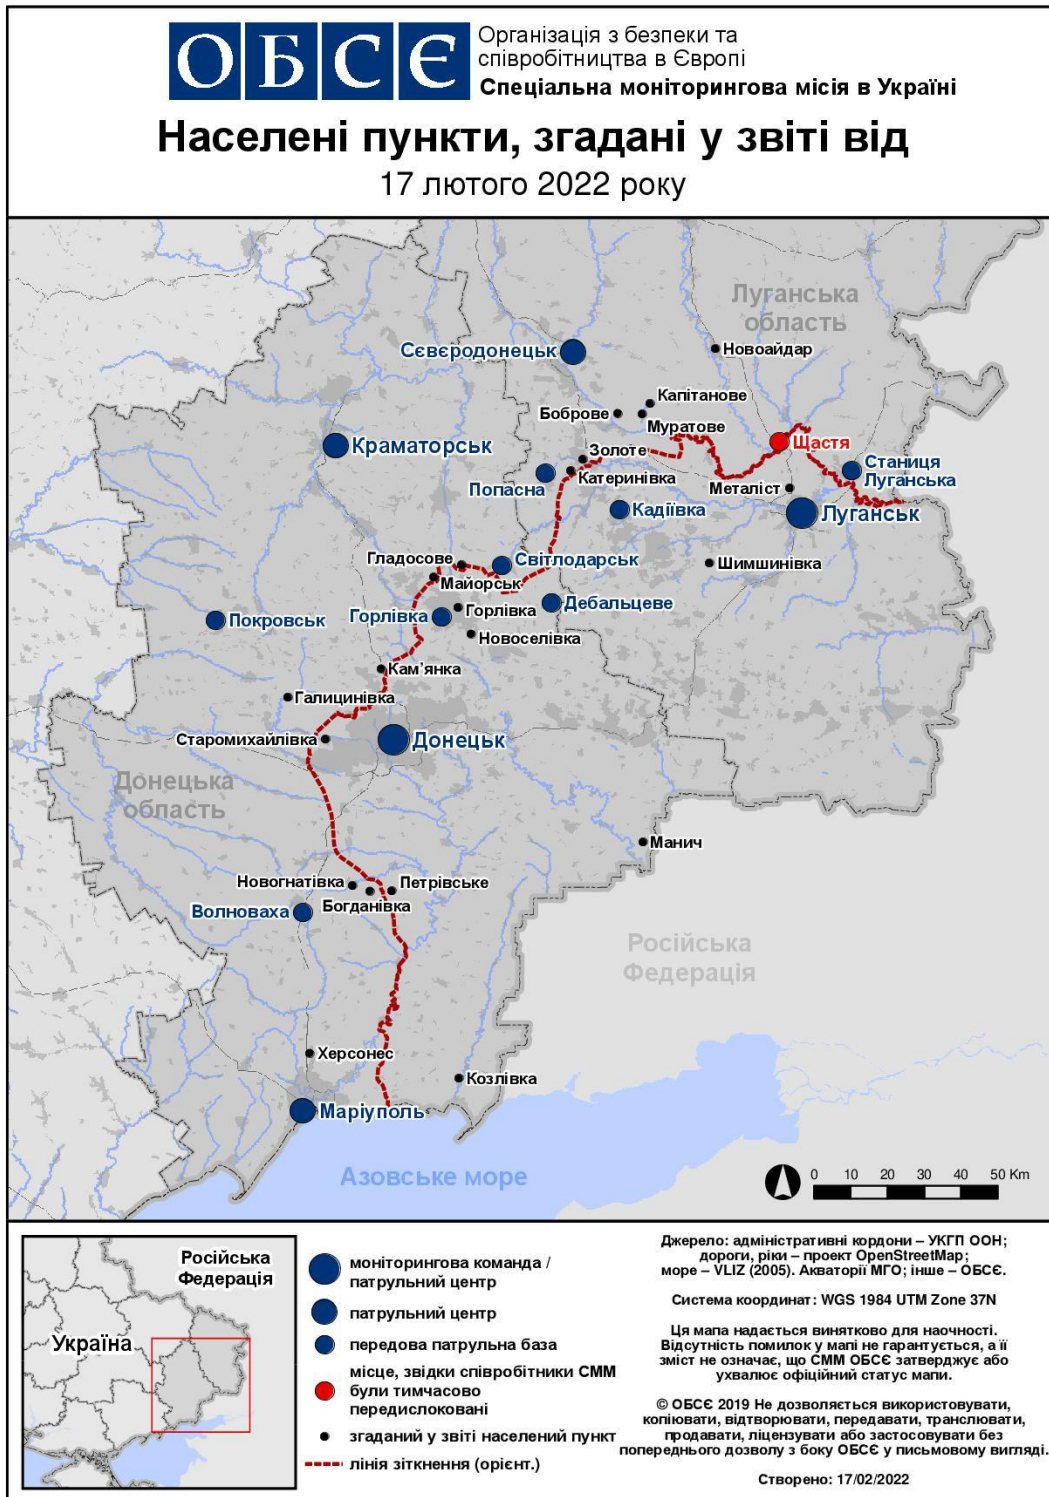 ОБСЄ
Організація з безпеки та
співробітництва в Європі
Спеціальна моніторингова місія в Україні
Населені пункти, згадані у звіті від
17 лютого 2022 року
Луганська
область
Сєвєродонецьк
Новоайдар
Капітанове
Боброве
Муратове
Щастя
Краматорськ
Золоте
Станиця
Луганська
Попасна
Катеринівка
Металіст
Кадіївка
Луганськ
Гладосове
Світлодарськ
Шимшинівка
Майорськ
Дебальцеве
Покровськ
Горлівка
Горлівка
Новоселівка
Кам'янка
Галицинівка
Старомихайлівка
Донецьк
Донецька
область
Манич
Новогнатівка
Петрівське
Богданівка
Волноваха
Російська
Федерація
Херсонес
Козлівка
Маріуполь
Азовське море
0 10 20 30 40 50 Km
Російська
Федерація
Україна
моніторингова команда /
патрульний центр
патрульний центр
передова патрульна база
місце, звідки співробітники СММ
були тимчасово
передислоковані
згаданий у звіті населений пункт
лінія зіткнення (орієнт.)
Джерело: адміністративні кордони – УКГП ООН;
дороги, ріки – проект OpenStreetMap;
море – VLIZ (2005). Акваторії МГО; інше – ОБСЄ.
Система координат: WGS 1984 UTM Zone 37N
Ця мапа надається винятково для наочності.
Відсутність помилок у мапі не гарантується, а її
зміст не означає, що СММ ОБСЄ затверджує або
ухвалює офіційний статус мапи.
© ОБСЄ 2019 Не дозволяється використовувати,
копіювати, відтворювати, передавати, транслювати,
продавати, ліцензувати або застосовувати без
попереднього дозволу з боку ОБСЄ у письмовому вигляді.
Створено: 17/02/2022